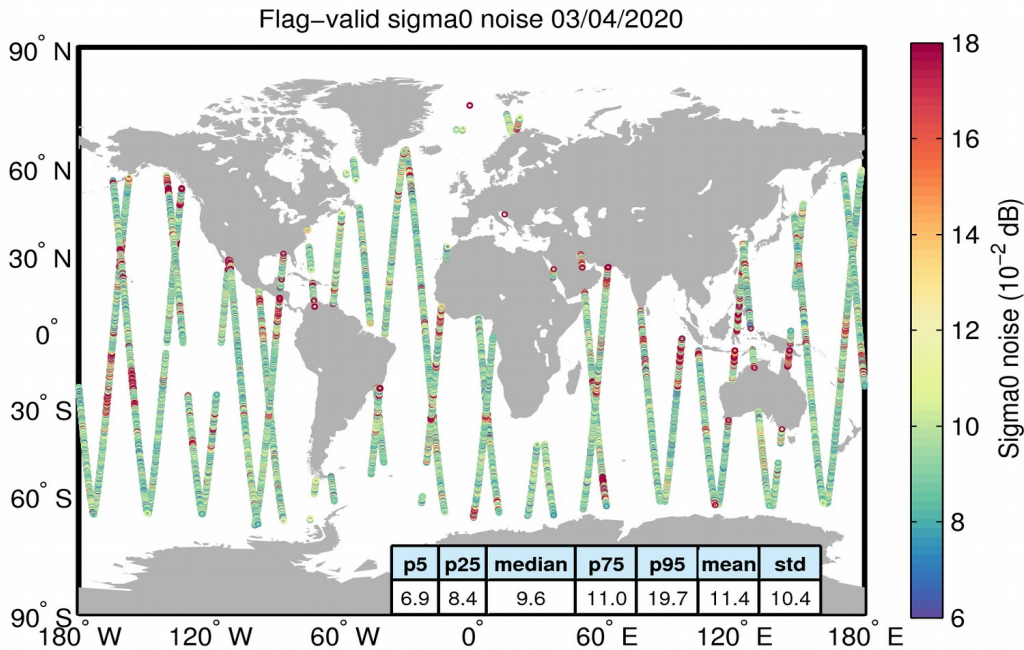 Flag−valid sigma0 noise 03/04/2020
90° N
60° N
30° N
0°
30° S
60° S
90° S
180° W 120° W 60° W 0° 60° E 120° E 180° E
p5 p25 median p75 p95 mean std
6.9 8.4 9.6 11.0 19.7 11.4 10.4
18
16
14
12
10
8
6
Sigma0 noise (10⁻² dB)